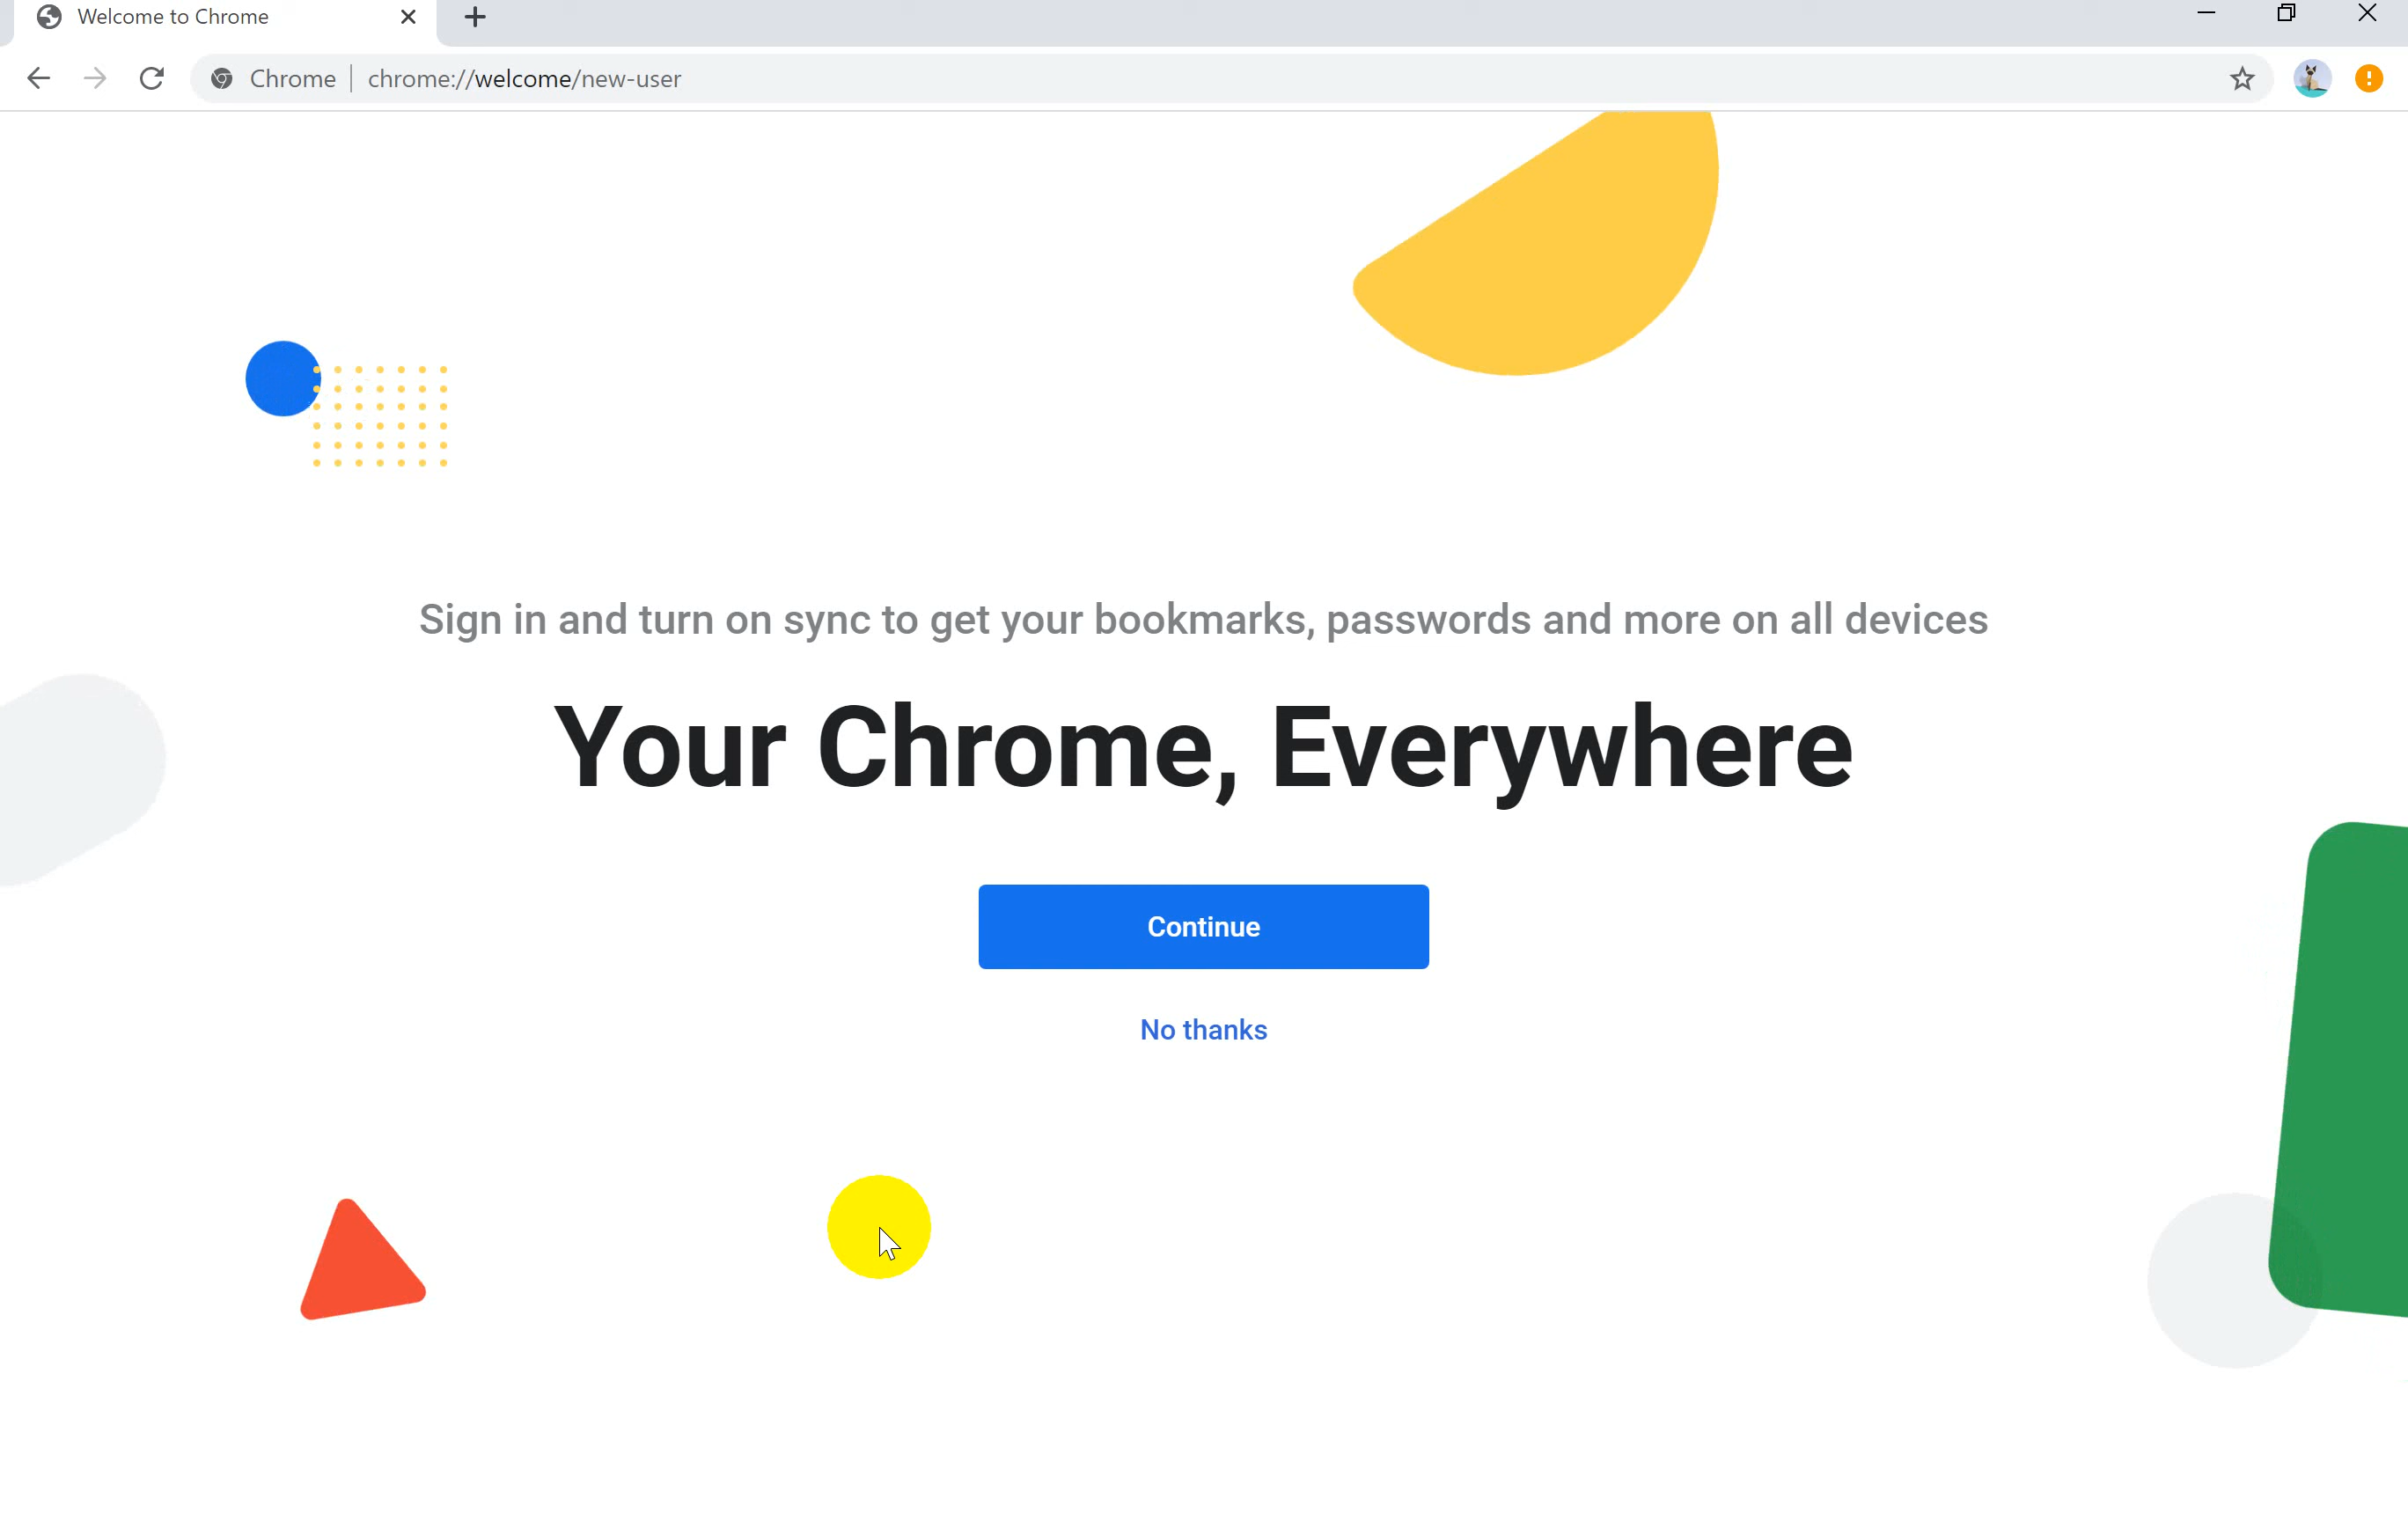 Welcome to Chrome
Chrome chrome://welcome/new-user
Sign in and turn on sync to get your bookmarks, passwords and more on all devices
Your Chrome, Everywhere
Continue
No thanks